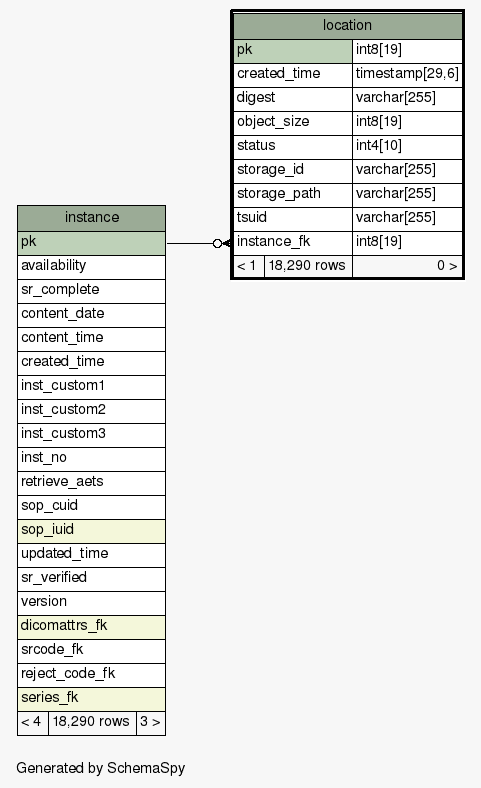 location
pk int8[19]
created_time timestamp[29,6]
digest varchar[255]
object_size int8[19]
status int4[10]
storage_id varchar[255]
storage_path varchar[255]
tsuid varchar[255]
instance_fk int8[19]
< 1 18,290 rows 0 >
instance
pk
availability
sr_complete
content_date
content_time
created_time
inst_custom1
inst_custom2
inst_custom3
inst_no
retrieve_aets
sop_cuid
sop_iuid
updated_time
sr_verified
version
dicomattrs_fk
srcode_fk
reject_code_fk
series_fk
< 4 18,290 rows 3 >
Generated by SchemaSpy